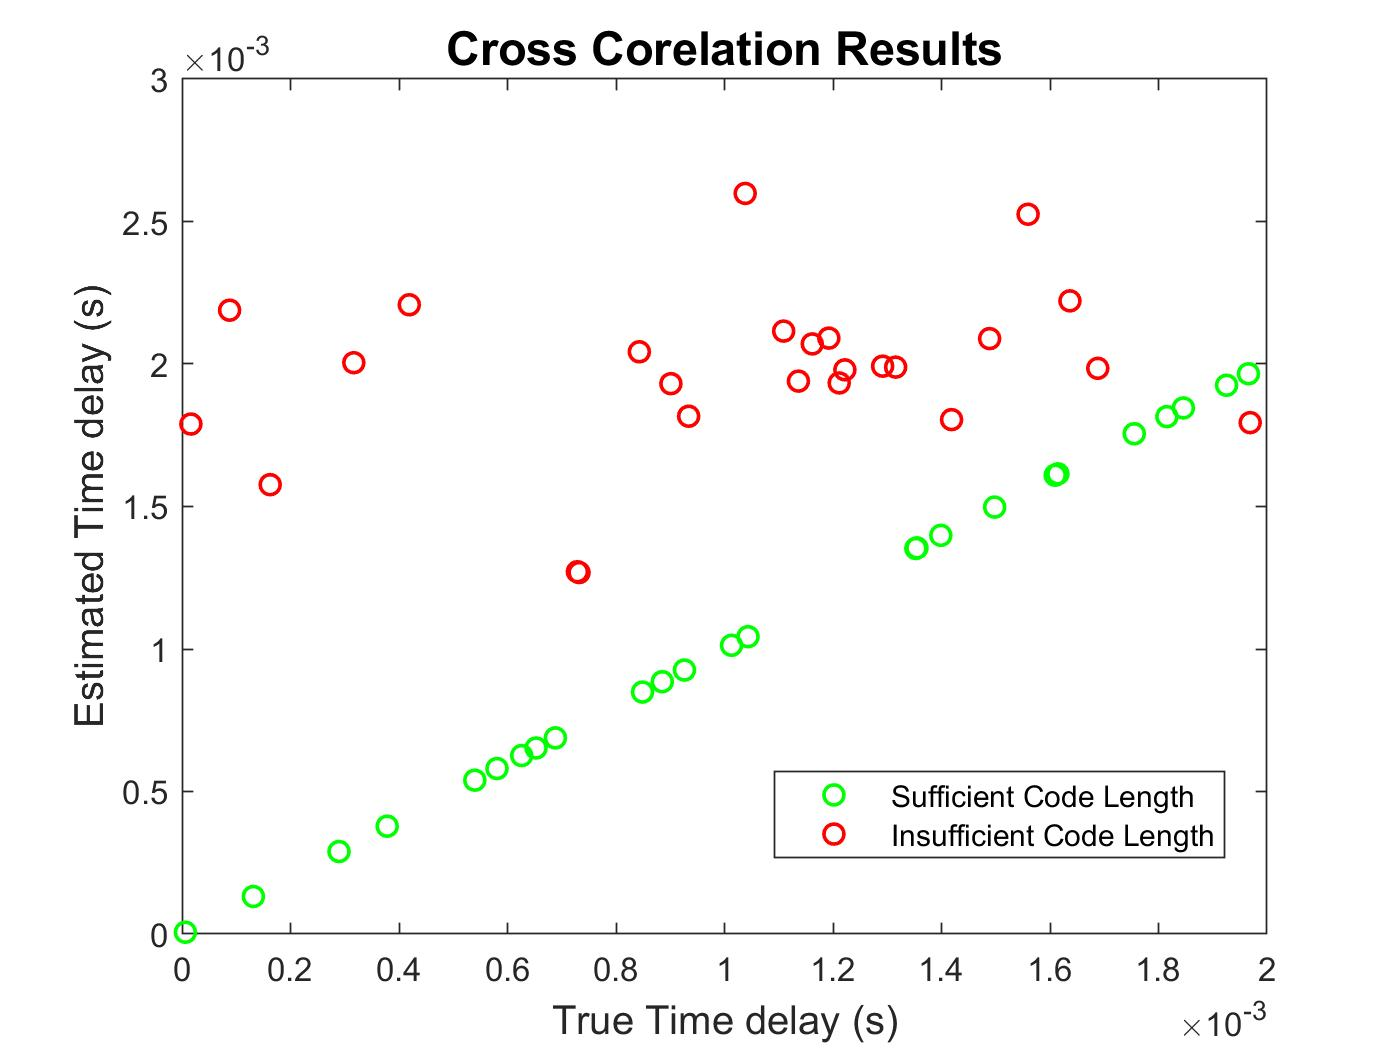 Cross Corelation Results
×10-3
3
2.5
2
1.5
1
0.5
0
Estimated Time delay (s)
Sufficient Code Length
Insufficient Code Length
0 0.2 0.4 0.6 0.8 1 1.2 1.4 1.6 1.8 2
True Time delay (s)
×10-3